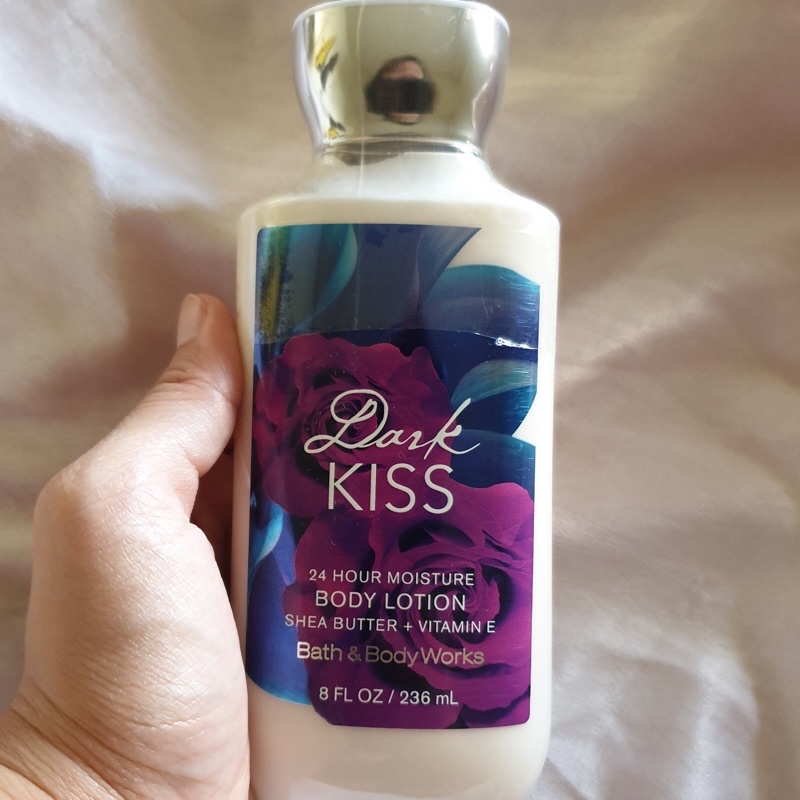 Dark
KISS
24 HOUR MOISTURE
BODY LOTION
SHEA BUTTER + VITAMIN E
Bath & Body Works
8 FL OZ / 236 mL